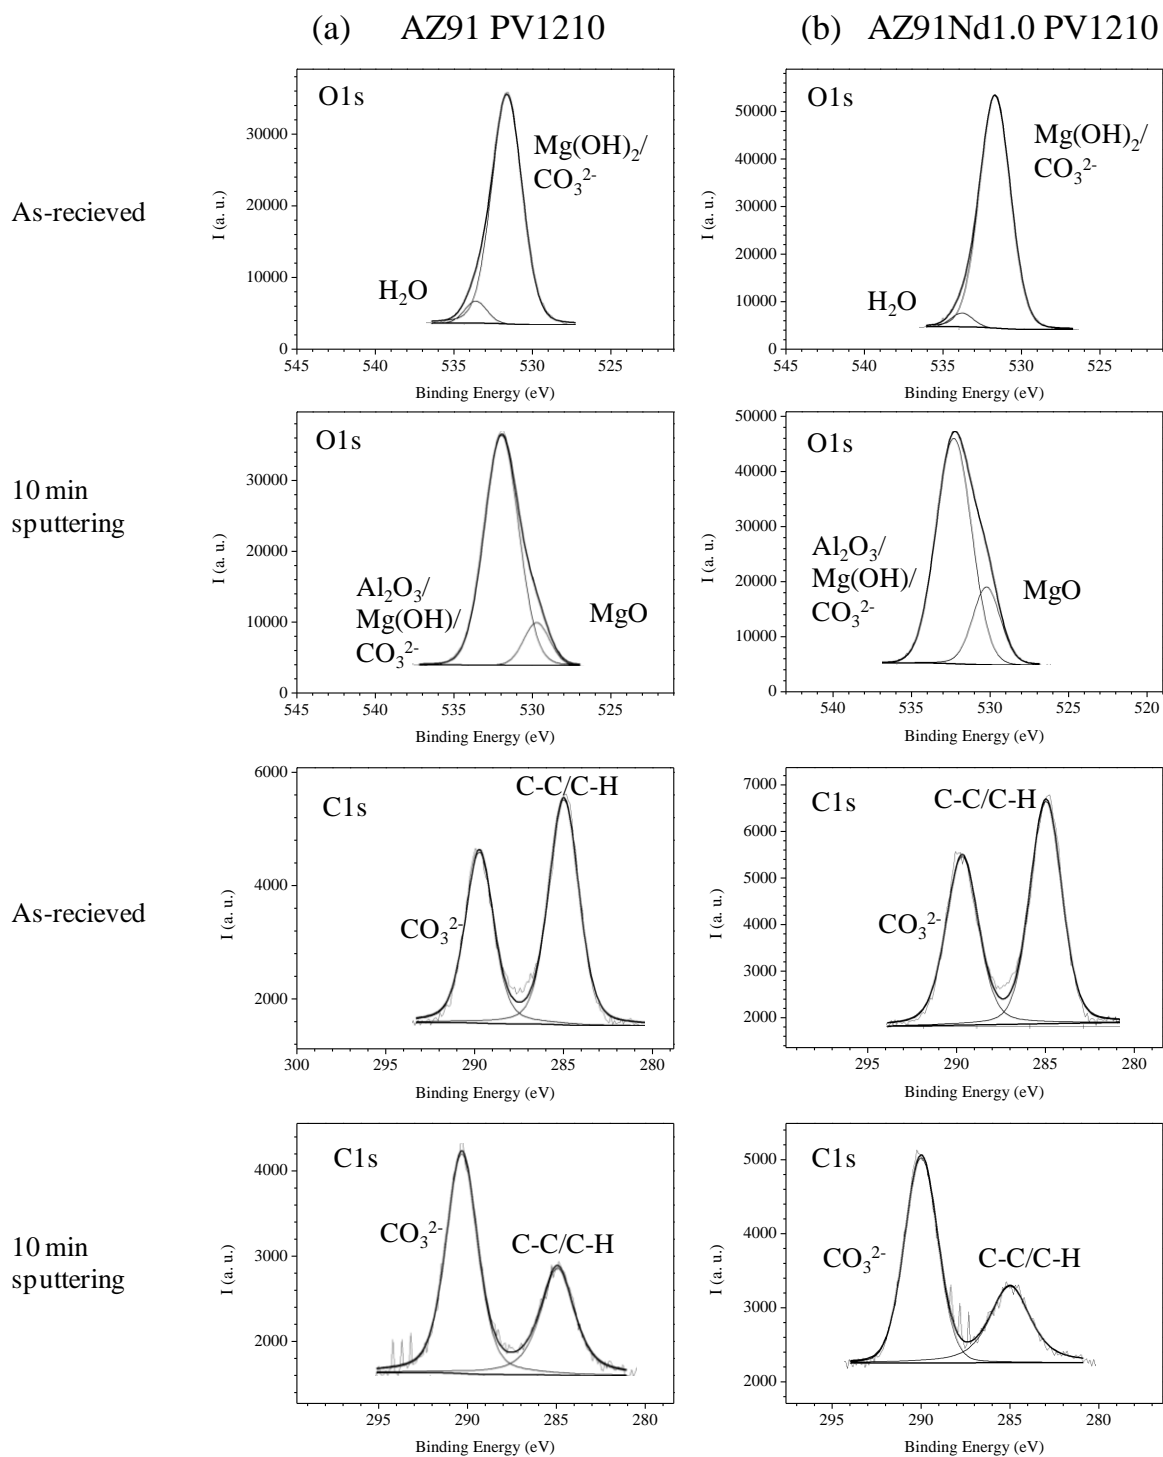 (a) AZ91 PV1210
(b) AZ91Nd1.0 PV1210
As-recieved
O1s
Mg(OH)₂/
CO₃²⁻
H₂O
I (a. u.)
30000
20000
10000
0
545 540 535 530 525
Binding Energy (eV)
O1s
Mg(OH)₂/
CO₃²⁻
H₂O
I (a. u.)
50000
40000
30000
20000
10000
0
545 540 535 530 525
Binding Energy (eV)
10 min
sputtering
O1s
Al₂O₃/
Mg(OH)/
CO₃²⁻
MgO
I (a. u.)
30000
20000
10000
0
545 540 535 530 525
Binding Energy (eV)
O1s
Al₂O₃/
Mg(OH)/
CO₃²⁻
MgO
I (a. u.)
50000
40000
30000
20000
10000
0
540 535 530 525 520
Binding Energy (eV)
As-recieved
C1s
C-C/C-H
CO₃²⁻
I (a. u.)
6000
4000
2000
300 295 290 285 280
Binding Energy (eV)
C1s
C-C/C-H
CO₃²⁻
I (a. u.)
7000
6000
5000
4000
3000
2000
295 290 285 280
Binding Energy (eV)
10 min
sputtering
C1s
CO₃²⁻
C-C/C-H
I (a. u.)
4000
3000
2000
295 290 285 280
Binding Energy (eV)
C1s
CO₃²⁻
C-C/C-H
I (a. u.)
5000
4000
3000
2000
295 290 285 280
Binding Energy (eV)